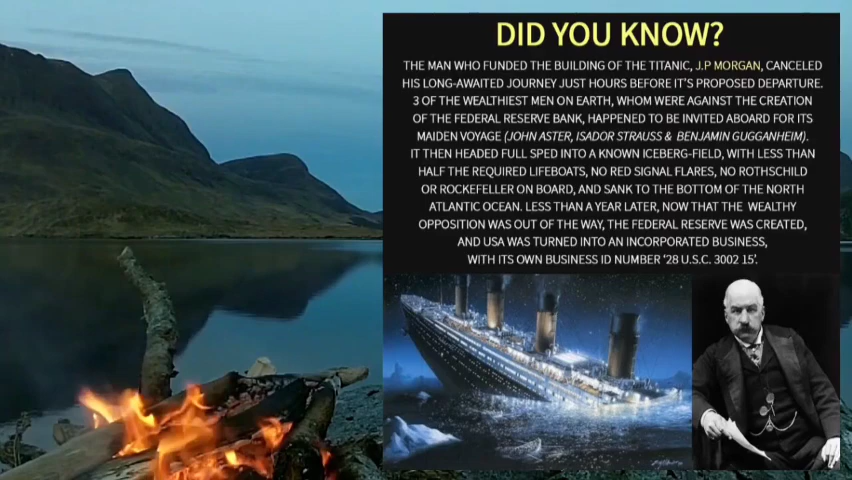 DID YOU KNOW?
THE MAN WHO FUNDED THE BUILDING OF THE TITANIC, J.P MORGAN, CANCELED
HIS LONG-AWAITED JOURNEY JUST HOURS BEFORE IT'S PROPOSED DEPARTURE.
3 OF THE WEALTHIEST MEN ON EARTH, WHOM WERE AGAINST THE CREATION
OF THE FEDERAL RESERVE BANK, HAPPENED TO BE INVITED ABOARD FOR ITS
MAIDEN VOYAGE (JOHN ASTER, ISADOR STRAUSS & BENJAMIN GUGGANHEIM).
IT THEN HEADED FULL SPED INTO A KNOWN ICEBERG-FIELD, WITH LESS THAN
HALF THE REQUIRED LIFEBOATS, NO RED SIGNAL FLARES, NO ROTHSCHILD
OR ROCKEFELLER ON BOARD, AND SANK TO THE BOTTOM OF THE NORTH
ATLANTIC OCEAN. LESS THAN A YEAR LATER, NOW THAT THE WEALTHY
OPPOSITION WAS OUT OF THE WAY, THE FEDERAL RESERVE WAS CREATED,
AND USA WAS TURNED INTO AN INCORPORATED BUSINESS,
WITH ITS OWN BUSINESS ID NUMBER '28 U.S.C. 3002 15'.